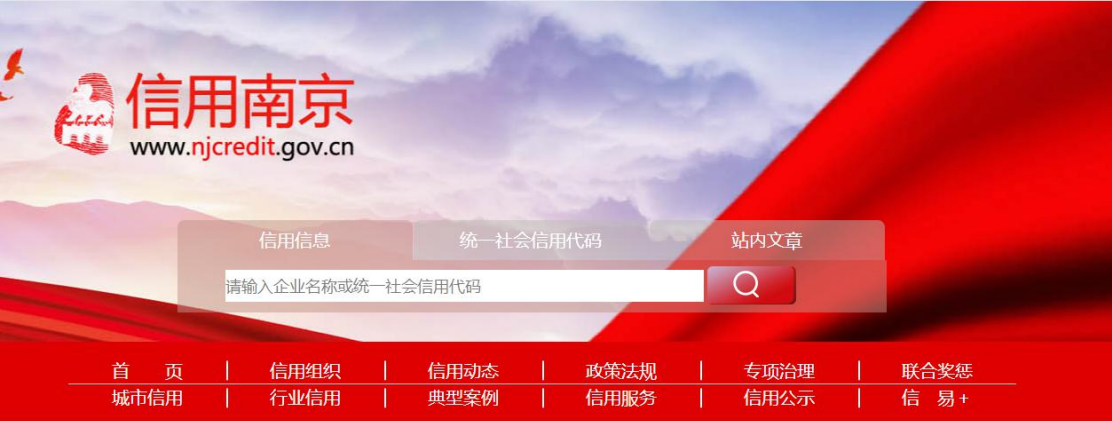 信用南京
www.njcredit.gov.cn
信用信息 统一社会信用代码 站内文章
请输入企业名称或统一社会信用代码
首 页 信用组织 信用动态 政策法规 专项治理 联合奖惩
城市信用 行业信用 典型案例 信用服务 信用公示 信 易+